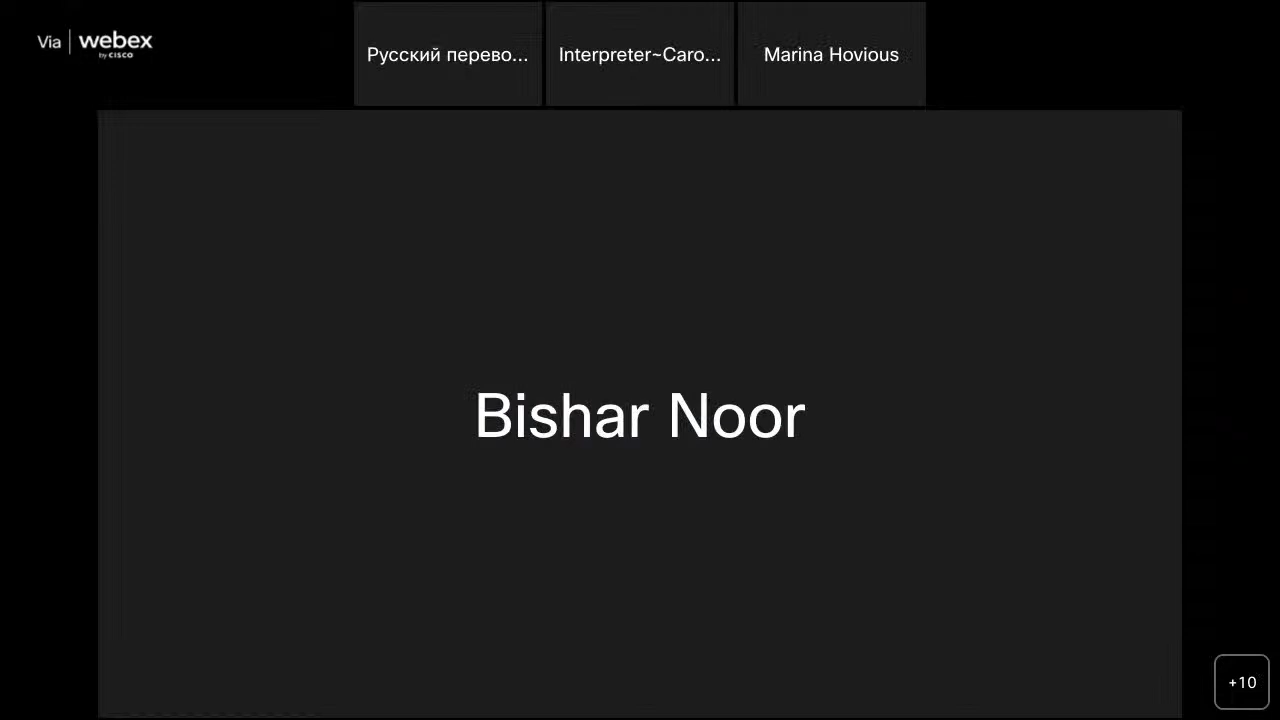 Via webex
by CISCO
Русский перево...
Interpreter~Caro...
Marina Hovious
Bishar Noor
+10